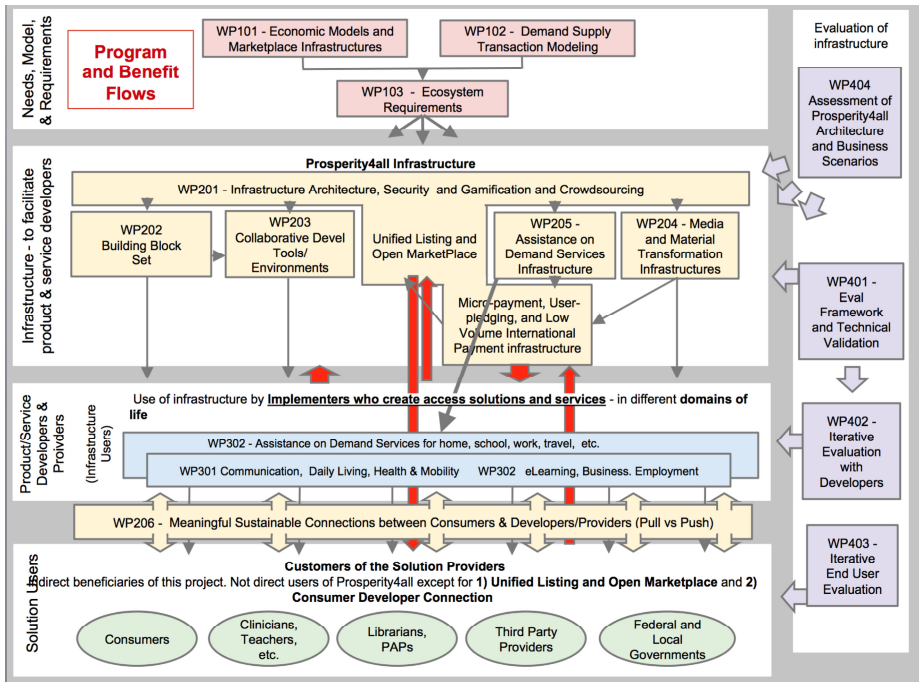 Needs, Model,
& Requirements
Program
and Benefit
Flows
WP101 - Economic Models and
Marketplace Infrastructures
WP102 - Demand Supply
Transaction Modeling
WP103 - Ecosystem
Requirements
Evaluation of
infrastructure
WP404
Assessment of
Prosperity4all
Architecture
and Business
Scenarios
Infrastructure - to facilitate
product & service developers
Prosperity4all Infrastructure
WP201 - Infrastructure Architecture, Security and Gamification and Crowdsourcing
WP202
Building Block
Set
WP203
Collaborative Devel
Tools/
Environments
Unified Listing and
Open MarketPlace
WP205 -
Assistance on
Demand Services
Infrastructure
WP204 - Media
and Material
Transformation
Infrastructures
Micro-payment, User-
pledging, and Low
Volume International
Payment infrastructure
WP401 -
Eval
Framework
and Technical
Validation
Product/Service
Developers &
Providers
(Infrastructure
Users)
Use of infrastructure by Implementers who create access solutions and services - in different domains of
life
WP302 - Assistance on Demand Services for home, school, work, travel, etc.
WP301 Communication, Daily Living, Health & Mobility WP302 eLearning, Business. Employment
WP402 -
Iterative
Evaluation
with
Developers
WP206 - Meaningful Sustainable Connections between Consumers & Developers/Providers (Pull vs Push)
WP403 -
Iterative
End User
Evaluation
Solution Users
Customers of the Solution Providers
Indirect beneficiaries of this project. Not direct users of Prosperity4all except for 1) Unified Listing and Open Marketplace and 2)
Consumer Developer Connection
Consumers
Clinicians,
Teachers,
etc.
Librarians,
PAPs
Third Party
Providers
Federal and
Local
Governments